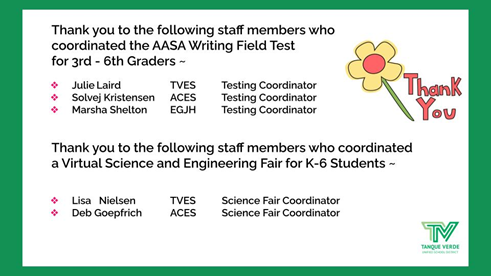 Thank you to the following staff members who
coordinated the AASA Writing Field Test
for 3rd - 6th Graders ~
❖ Julie Laird TVES Testing Coordinator
❖ Solvej Kristensen ACES Testing Coordinator
❖ Marsha Shelton EGJH Testing Coordinator
Thank You
Thank you to the following staff members who coordinated
a Virtual Science and Engineering Fair for K-6 Students ~
❖ Lisa Nielsen TVES Science Fair Coordinator
❖ Deb Goepfrich ACES Science Fair Coordinator
TV
TANQUE VERDE
UNIFIED SCHOOL DISTRICT